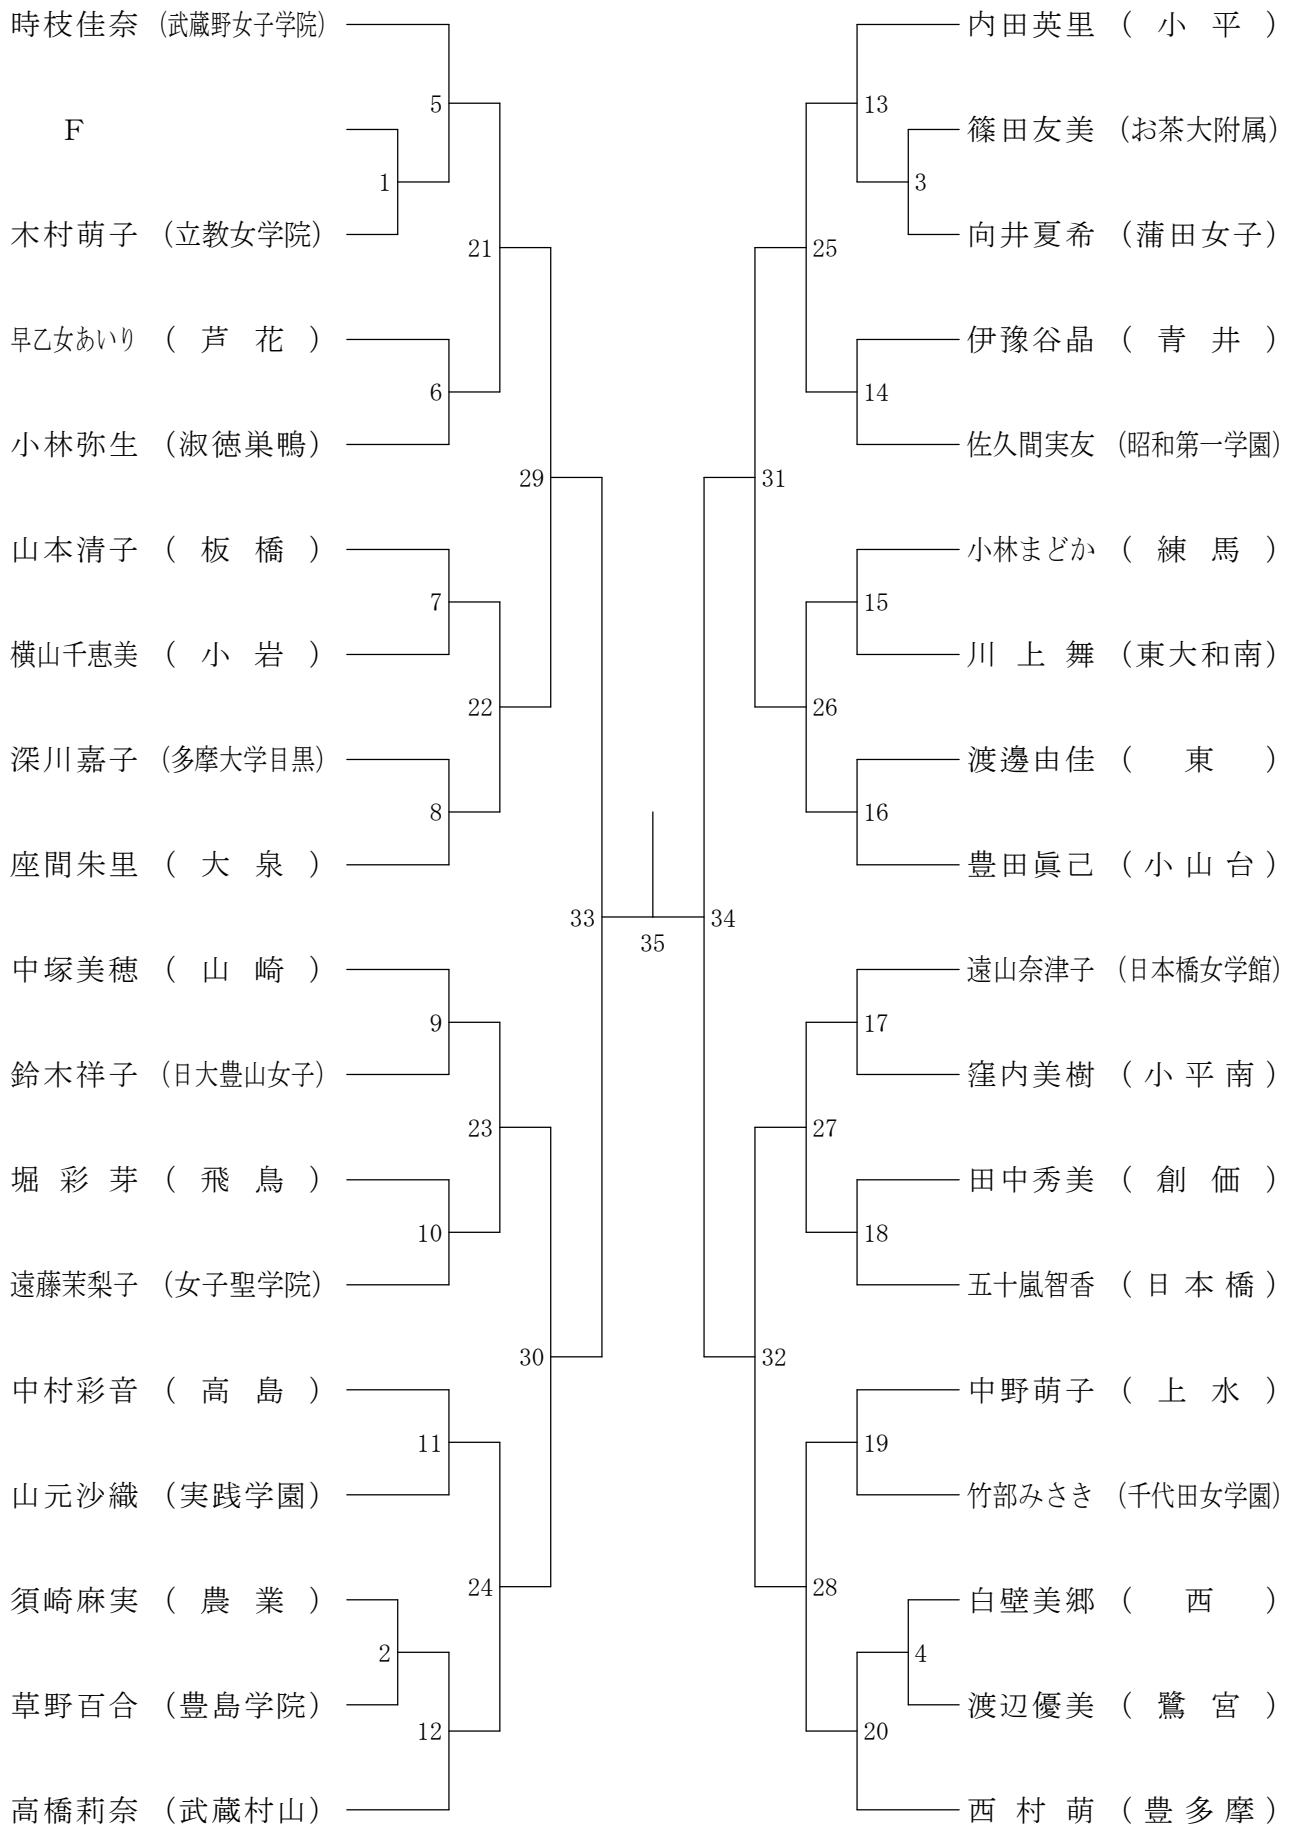 時枝佳奈 (武蔵野女子学院)
5
F
1
木村萌子 (立教女学院)
21
早乙女あいり ( 芦 花 )
6
小林弥生 (淑徳巣鴨)
29
山本清子 ( 板 橋 )
7
横山千恵美 ( 小 岩 )
22
深川嘉子 (多摩大学目黒)
8
座間朱里 ( 大 泉 )
33
中塚美穂 ( 山 崎 )
9
鈴木祥子 (日大豊山女子)
23
堀 彩 芽 ( 飛 鳥 )
10
遠藤茉梨子 (女子聖学院)
30
中村彩音 ( 高 島 )
11
山元沙織 (実践学園)
24
須崎麻実 ( 農 業 )
2
草野百合 (豊島学院)
12
高橋莉奈 (武蔵村山)
35
内田英里 ( 小 平 )
13
篠田友美 (お茶大附属)
3
向井夏希 (蒲田女子)
25
伊豫谷晶 ( 青 井 )
14
佐久間実友 (昭和第一学園)
31
小林まどか ( 練 馬 )
15
川 上 舞 (東大和南)
26
渡邊由佳 ( 東 )
16
豊田眞己 ( 小 山 台 )
34
遠山奈津子 (日本橋女学館)
17
窪内美樹 ( 小 平 南 )
27
田中秀美 ( 創 価 )
18
五十嵐智香 ( 日 本 橋 )
32
中野萌子 ( 上 水 )
19
竹部みさき (千代田女学園)
28
白壁美郷 ( 西 )
4
渡辺優美 ( 鷺 宮 )
20
西 村 萌 ( 豊 多 摩 )